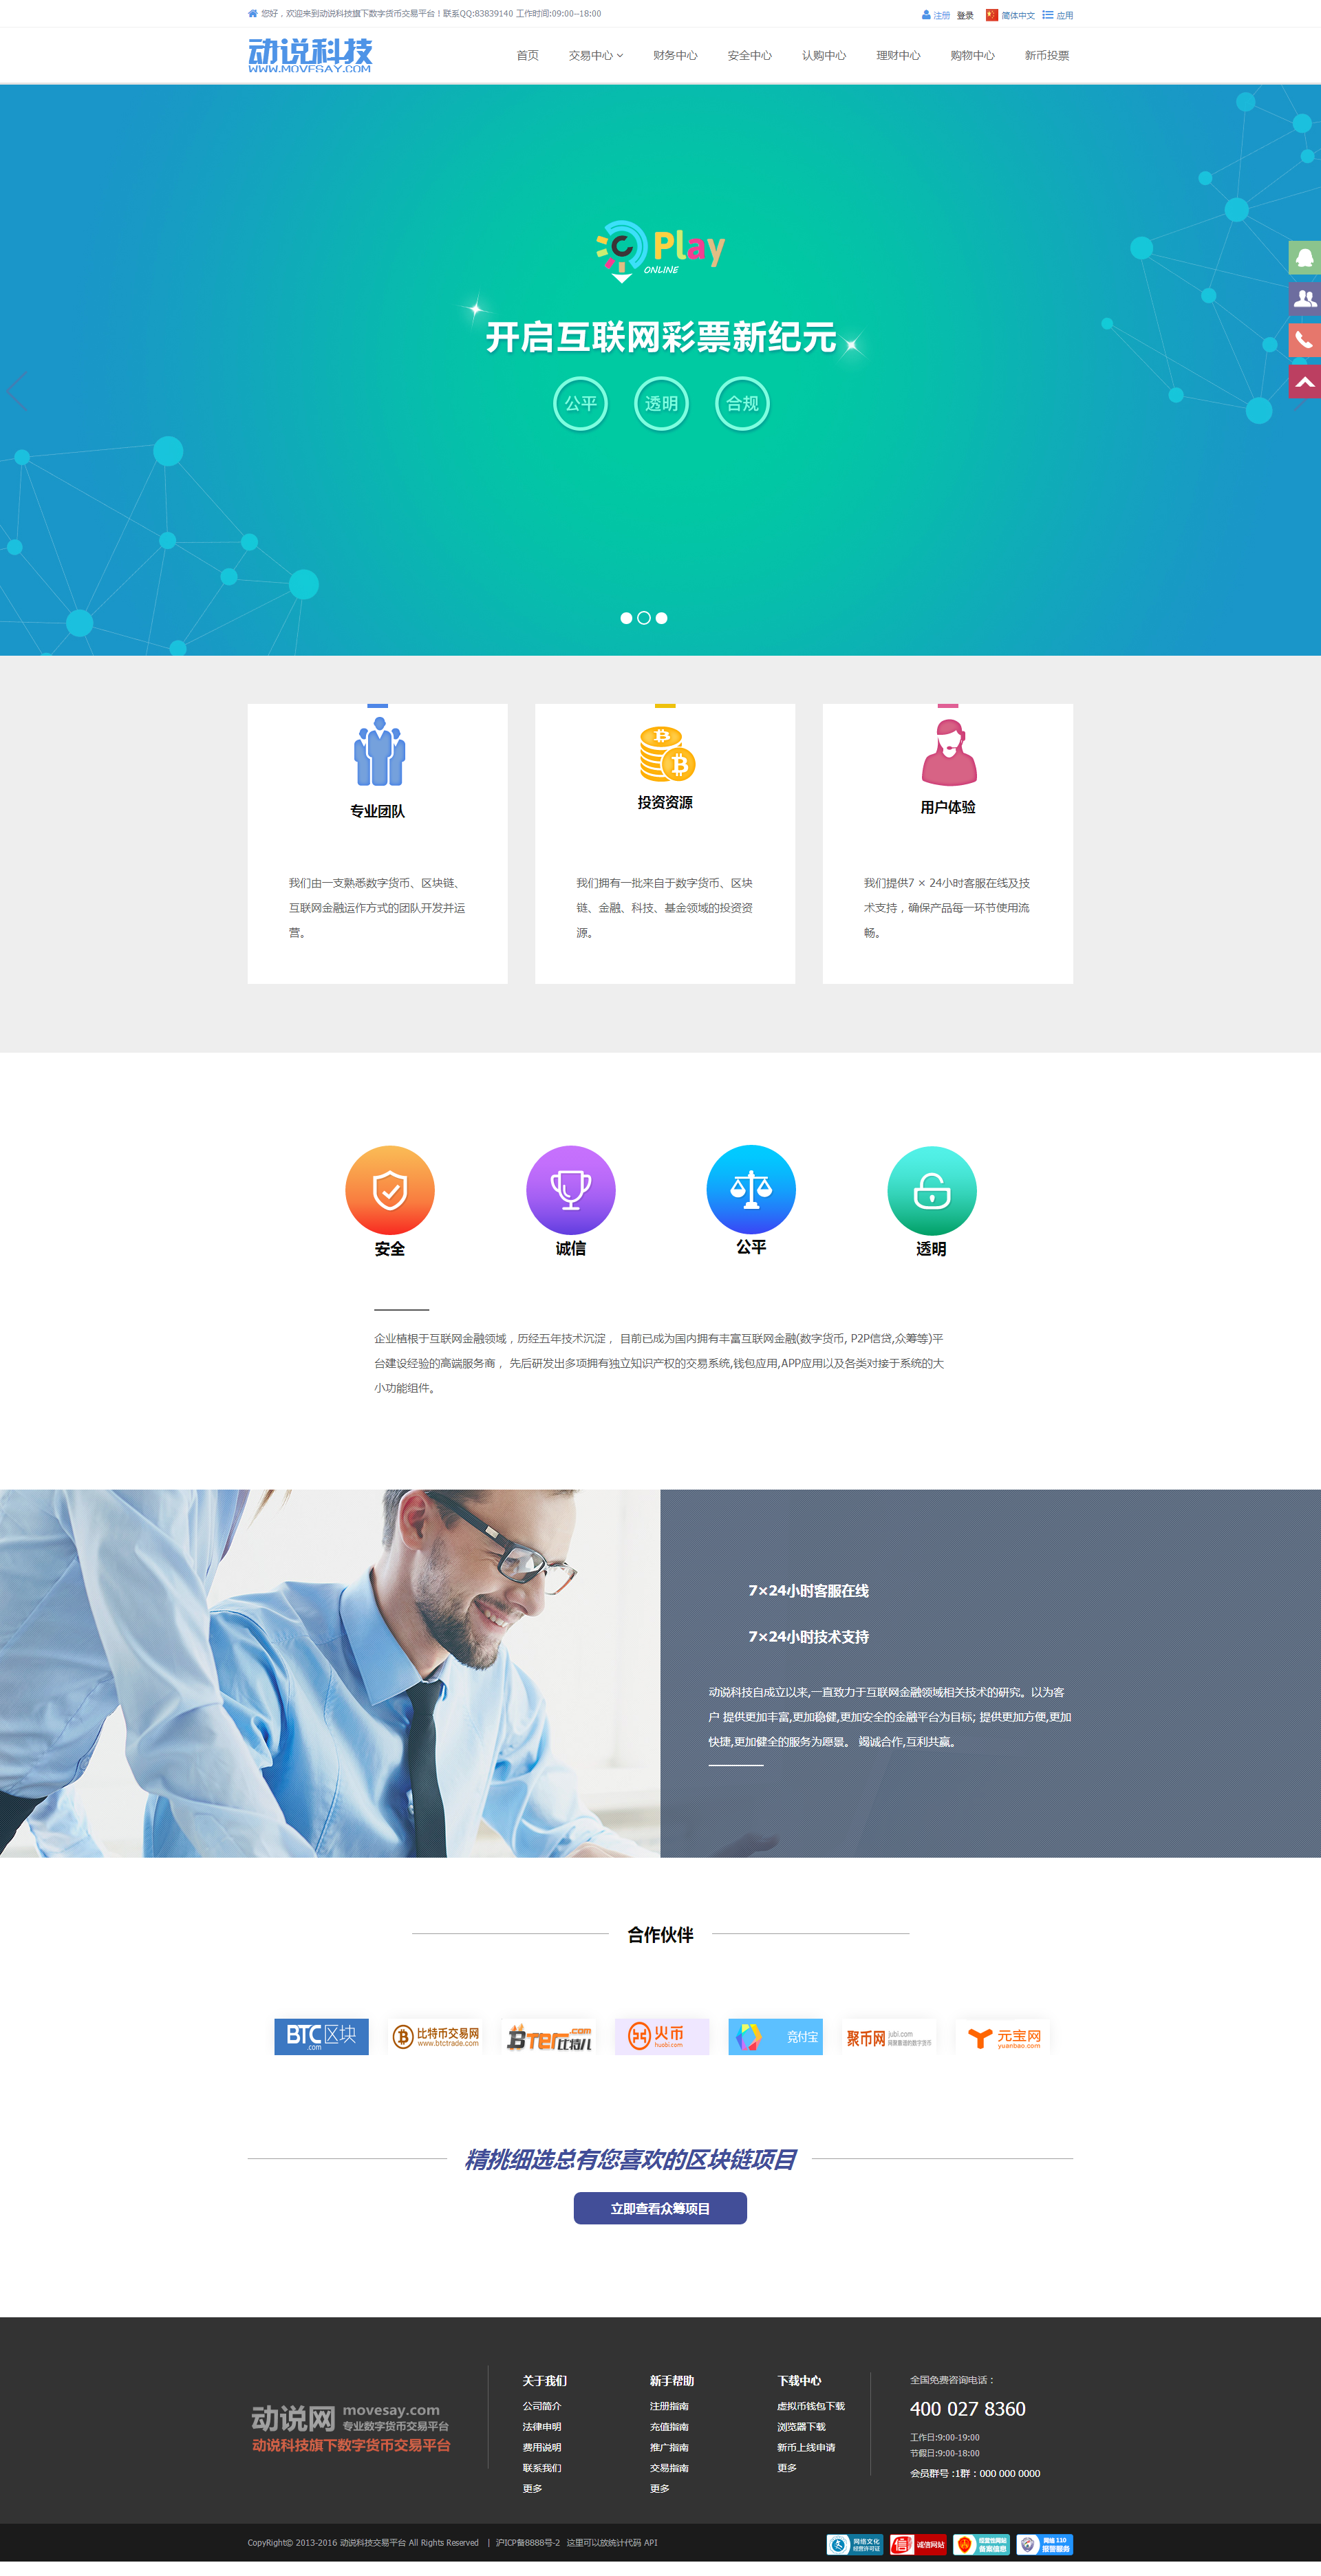 您好，欢迎来到动说科技旗下数字货币交易平台！联系QQ:83839140 工作时间:09:00--18:00
注册 登录 简体中文 应用
动说科技
WWW.MOVESAY.COM
首页 交易中心 财务中心 安全中心 认购中心 理财中心 购物中心 新币投票
Play
ONLINE
开启互联网彩票新纪元
公平 透明 合规
专业团队
我们由一支熟悉数字货币、区块链、
互联网金融运作方式的团队开发并运
营。
投资资源
我们拥有一批来自于数字货币、区块
链、金融、科技、基金领域的投资资
源。
用户体验
我们提供7 × 24小时客服在线及技
术支持，确保产品每一环节使用流
畅。
安全 诚信 公平 透明
企业植根于互联网金融领域，历经五年技术沉淀， 目前已成为国内拥有丰富互联网金融(数字货币, P2P信贷,众筹等)平
台建设经验的高端服务商， 先后研发出多项拥有独立知识产权的交易系统,钱包应用,APP应用以及各类对接于系统的大
小功能组件。
7×24小时客服在线
7×24小时技术支持
动说科技自成立以来,一直致力于互联网金融领域相关技术的研究。以为客
户 提供更加丰富,更加稳健,更加安全的金融平台为目标; 提供更加方便,更加
快捷,更加健全的服务为愿景。 竭诚合作,互利共赢。
合作伙伴
BTC区块
.com
比特币交易网
www.btctrade.com
BTer.com
比特儿
火币
huobi.com
竟付宝
聚币网 jubi.com
元宝网
yuanbao.com
精挑细选总有您喜欢的区块链项目
立即查看众筹项目
动说网 movesay.com
专业数字货币交易平台
动说科技旗下数字货币交易平台
关于我们
公司简介
法律申明
费用说明
联系我们
更多
新手帮助
注册指南
充值指南
推广指南
交易指南
更多
下载中心
虚拟币钱包下载
浏览器下载
新币上线申请
更多
全国免费咨询电话：
400 027 8360
工作日:9:00-19:00
节假日:9:00-18:00
会员群号 :1群：000 000 0000
CopyRight© 2013-2016 动说科技交易平台 All Rights Reserved | 沪ICP备8888号-2 这里可以放统计代码 API
网络文化
经营许可证
诚信网站
经营性网站
备案信息
网络 110
报警服务